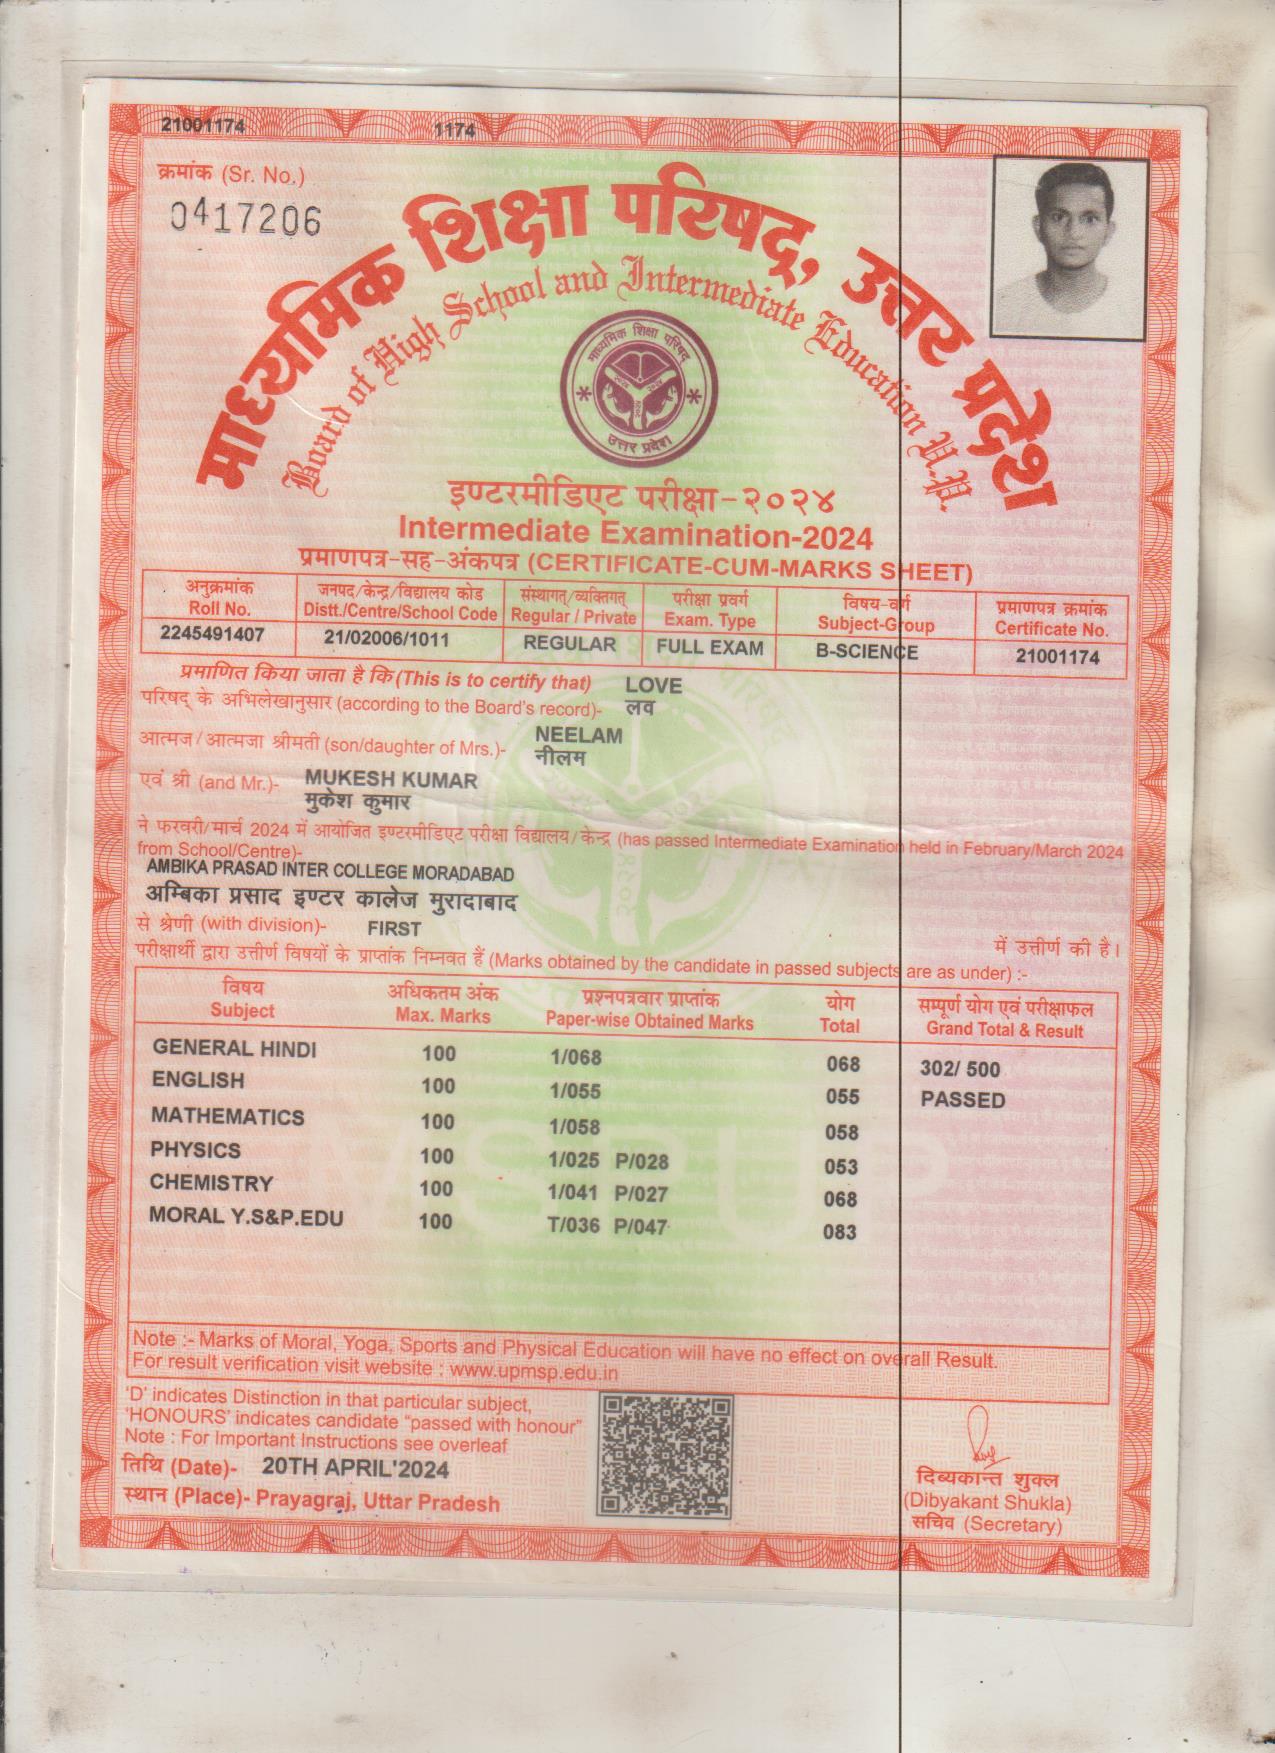 21001174 1174
क्रमांक (Sr. No.)
0417206
माध्यमिक शिक्षा परिषद्, उत्तर प्रदेश
Board of High School and Intermediate Education U.P.
माध्यमिक शिक्षा परिषद्
उत्तर प्रदेश
इण्टरमीडिएट परीक्षा-२०२४
Intermediate Examination-2024
प्रमाणपत्र-सह-अंकपत्र (CERTIFICATE-CUM-MARKS SHEET)
अनुक्रमांक जनपद/केन्द्र/विद्यालय कोड संस्थागत्/व्यक्तिगत् परीक्षा प्रवर्ग विषय-वर्ग प्रमाणपत्र क्रमांक
Roll No. Distt./Centre/School Code Regular / Private Exam. Type Subject-Group Certificate No.
2245491407 21/02006/1011 REGULAR FULL EXAM B-SCIENCE 21001174
प्रमाणित किया जाता है कि (This is to certify that) LOVE
परिषद् के अभिलेखानुसार (according to the Board's record)- लव
आत्मज/आत्मजा श्रीमती (son/daughter of Mrs.)- NEELAM
नीलम
एवं श्री (and Mr.)- MUKESH KUMAR
मुकेश कुमार
ने फरवरी/मार्च 2024 में आयोजित इण्टरमीडिएट परीक्षा विद्यालय/केन्द्र (has passed Intermediate Examination held in February/March 2024
from School/Centre)-
AMBIKA PRASAD INTER COLLEGE MORADABAD
अम्बिका प्रसाद इण्टर कालेज मुरादाबाद
से श्रेणी (with division)- FIRST में उत्तीर्ण की है।
परीक्षार्थी द्वारा उत्तीर्ण विषयों के प्राप्तांक निम्नवत हैं (Marks obtained by the candidate in passed subjects are as under) :-
विषय अधिकतम अंक प्रश्नपत्रवार प्राप्तांक योग सम्पूर्ण योग एवं परीक्षाफल
Subject Max. Marks Paper-wise Obtained Marks Total Grand Total & Result
GENERAL HINDI 100 1/068 068 302/ 500
ENGLISH 100 1/055 055 PASSED
MATHEMATICS 100 1/058 058
PHYSICS 100 1/025 P/028 053
CHEMISTRY 100 1/041 P/027 068
MORAL Y.S&P.EDU 100 T/036 P/047 083
Note :- Marks of Moral, Yoga, Sports and Physical Education will have no effect on overall Result.
For result verification visit website : www.upmsp.edu.in
'D' indicates Distinction in that particular subject,
'HONOURS' indicates candidate "passed with honour"
Note : For Important Instructions see overleaf
तिथि (Date)- 20TH APRIL'2024
स्थान (Place)- Prayagraj, Uttar Pradesh
दिब्यकान्त शुक्ल
(Dibyakant Shukla)
सचिव (Secretary)